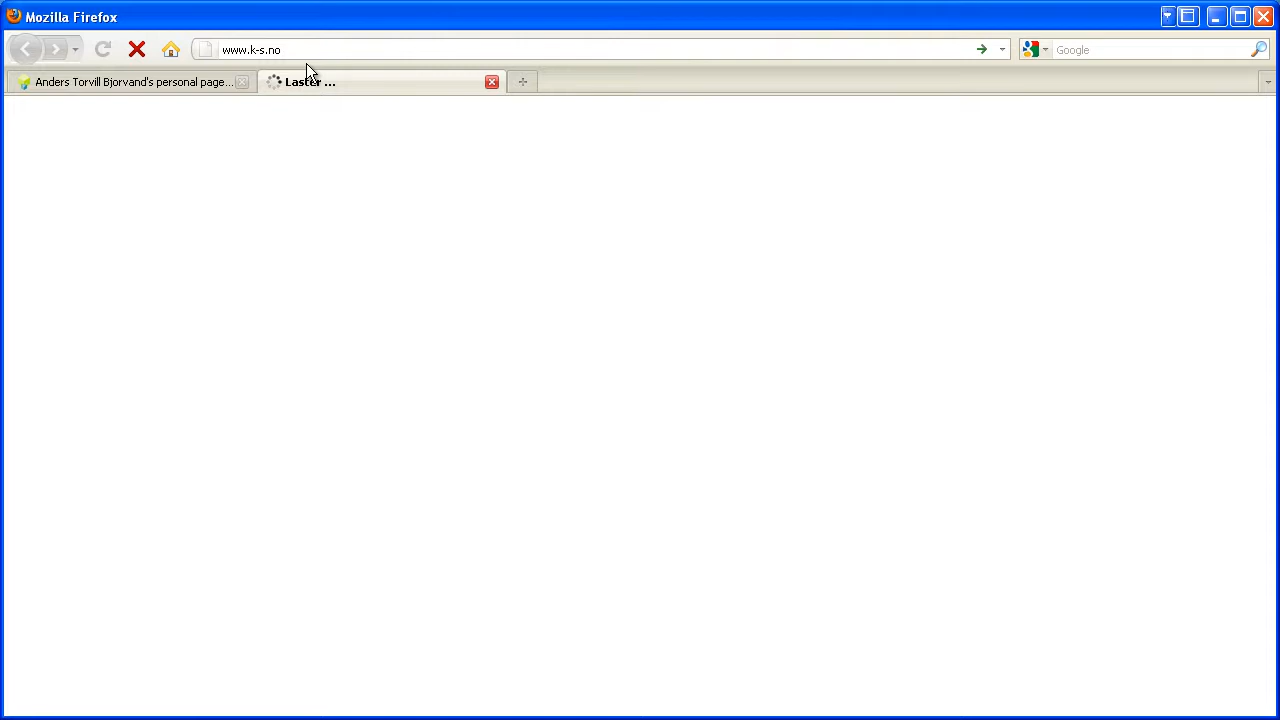 Mozilla Firefox
www.k-s.no
Google
Anders Torvill Bjorvand's personal page...
Laster ...